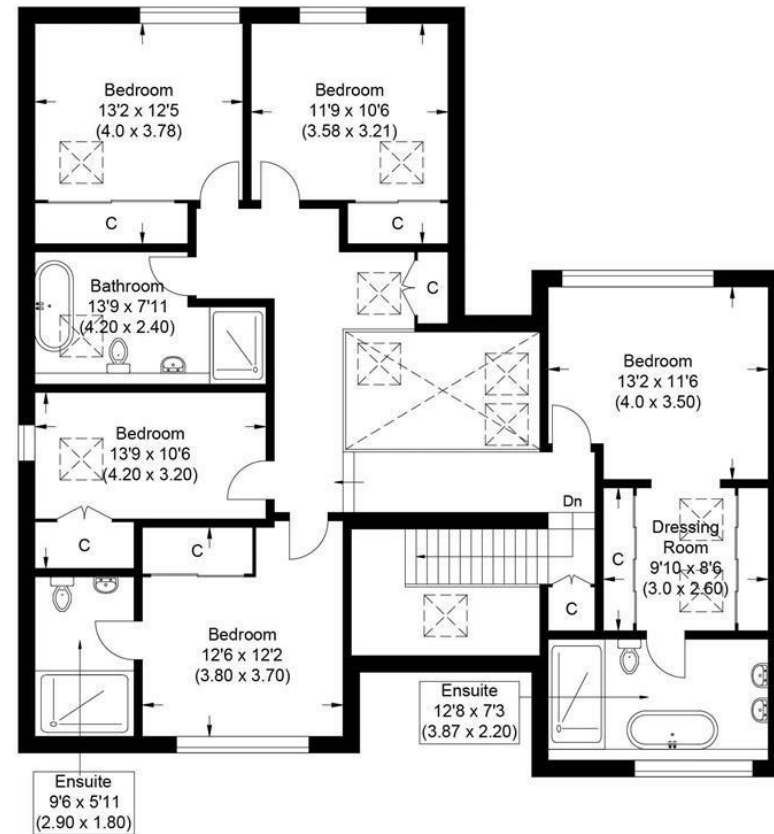 Bedroom
13'2 x 12'5
(4.0 x 3.78)
Bedroom
11'9 x 10'6
(3.58 x 3.21)
C
C
Bathroom
13'9 x 7'11
(4.20 x 2.40)
C
Bedroom
13'2 x 11'6
(4.0 x 3.50)
Bedroom
13'9 x 10'6
(4.20 x 3.20)
C
Dn
C
Dressing
Room
9'10 x 8'6
(3.0 x 2.60)
C
C
Bedroom
12'6 x 12'2
(3.80 x 3.70)
Ensuite
12'8 x 7'3
(3.87 x 2.20)
Ensuite
9'6 x 5'11
(2.90 x 1.80)